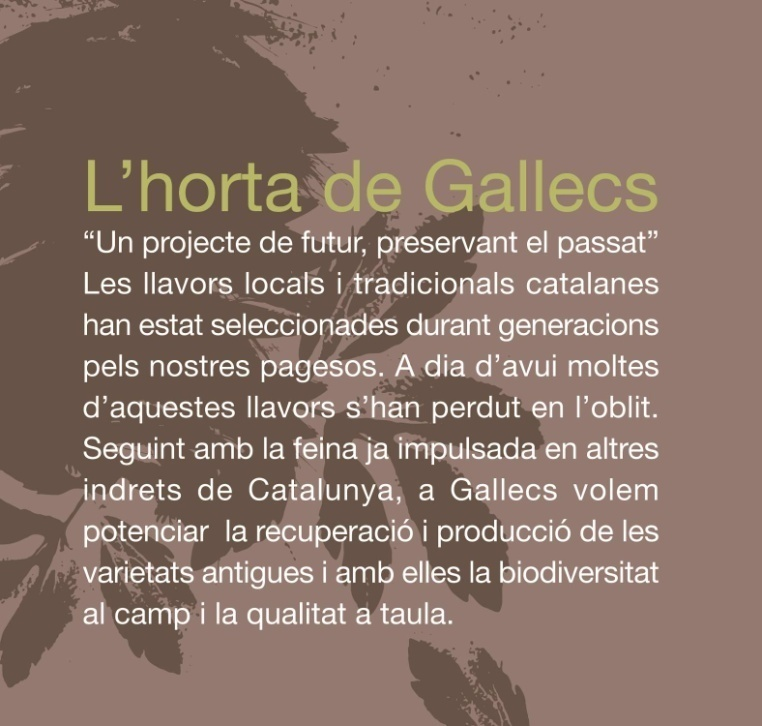 L’horta de Gallecs
“Un projecte de futur, preservant el passat”
Les llavors locals i tradicionals catalanes
han estat seleccionades durant generacions
pels nostres pagesos. A dia d’avui moltes
d’aquestes llavors s’han perdut en l’oblit.
Seguint amb la feina ja impulsada en altres
indrets de Catalunya, a Gallecs volem
potenciar la recuperació i producció de les
varietats antigues i amb elles la biodiversitat
al camp i la qualitat a taula.